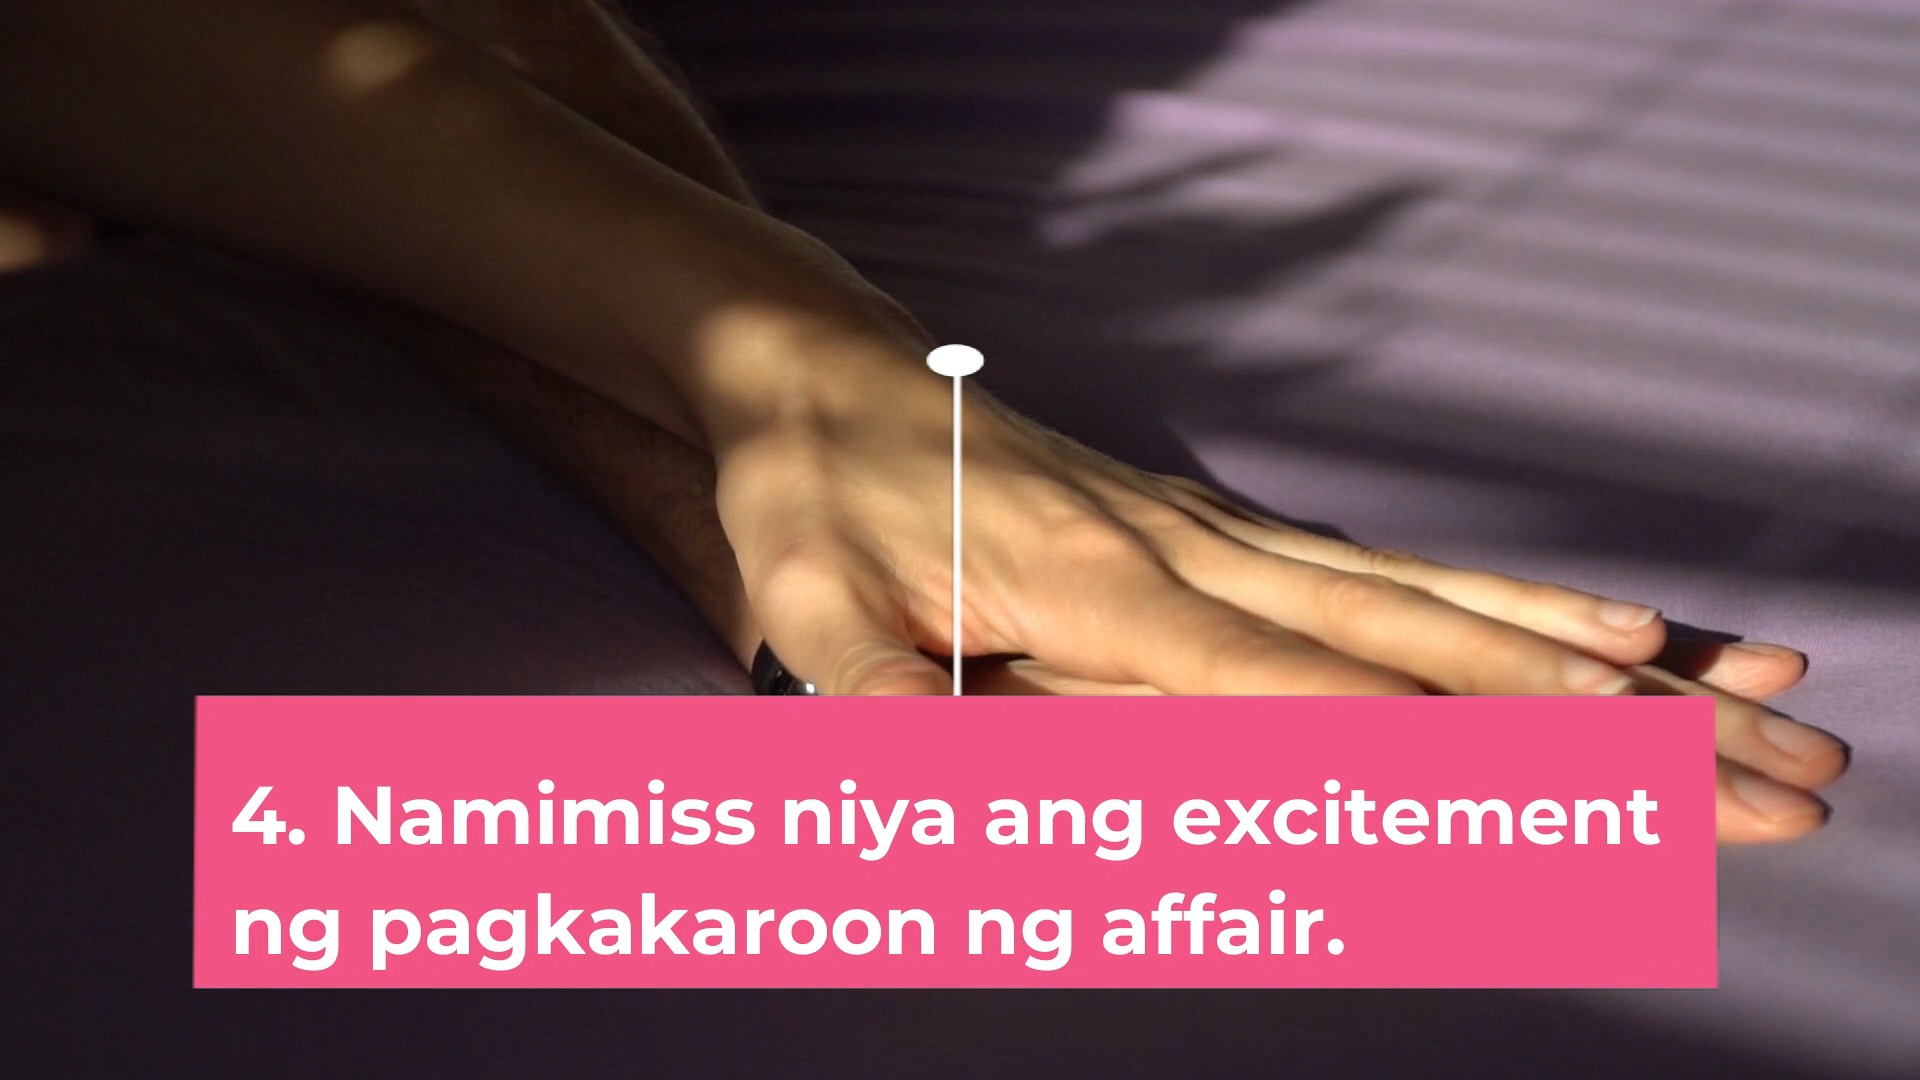 4. Namimiss niya ang excitement
ng pagkakaroon ng affair.